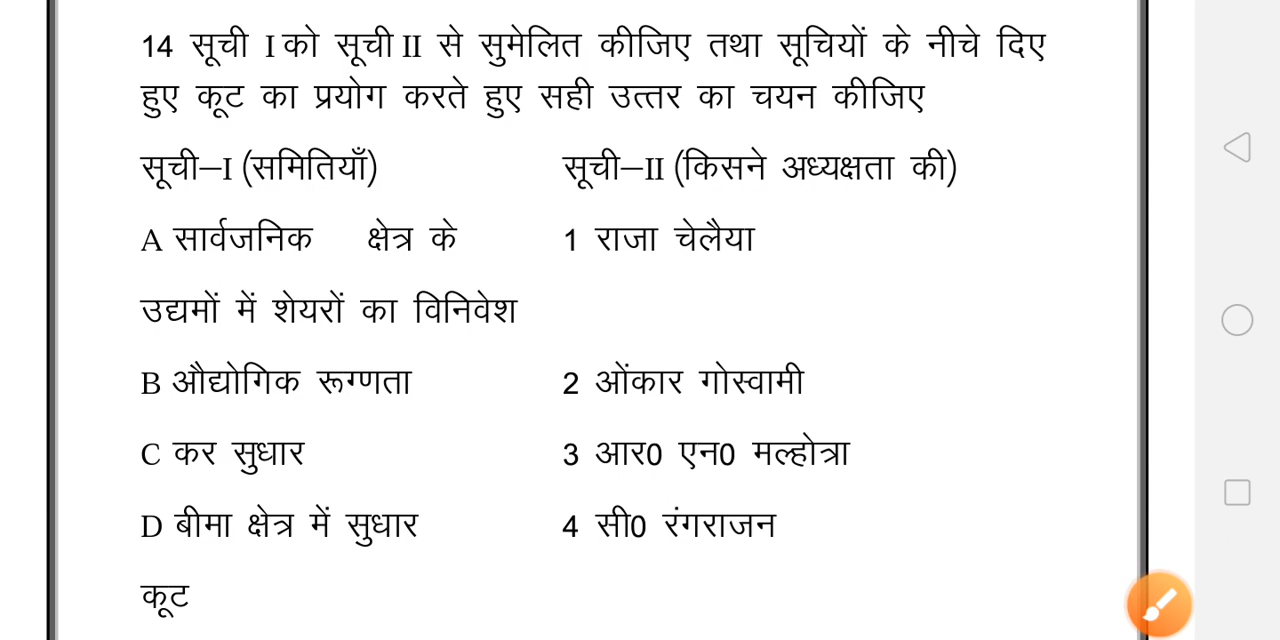 14 सूची I को सूची II से सुमेलित कीजिए तथा सूचियों के नीचे दिए
हुए कूट का प्रयोग करते हुए सही उत्तर का चयन कीजिए
सूची–I (समितियाँ) सूची–II (किसने अध्यक्षता की)
A सार्वजनिक क्षेत्र के 1 राजा चेलैया
उद्यमों में शेयरों का विनिवेश
B औद्योगिक रूग्णता 2 ओंकार गोस्वामी
C कर सुधार 3 आर0 एन0 मल्होत्रा
D बीमा क्षेत्र में सुधार 4 सी0 रंगराजन
कूट